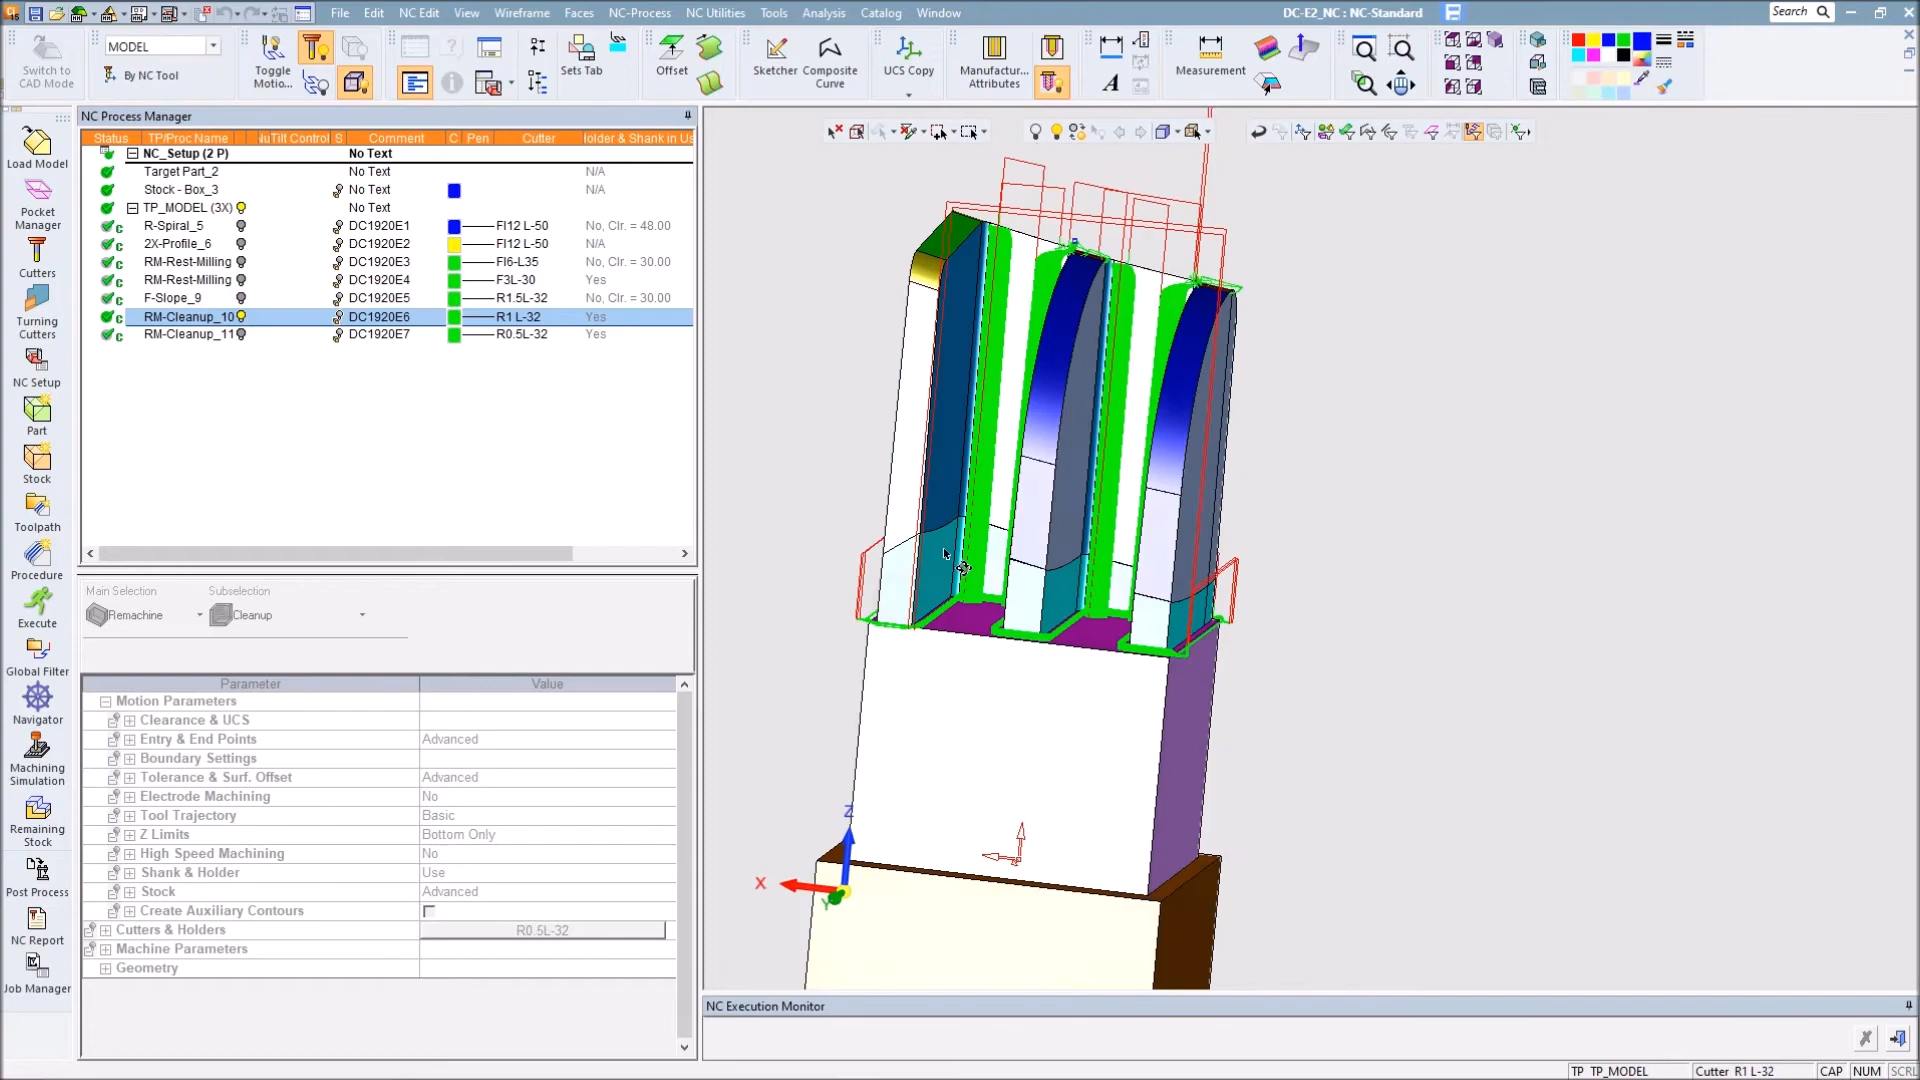 File Edit NC Edit View Wireframe Faces NC-Process NC Utilities Tools Analysis Catalog Window
DC-E2_NC : NC-Standard
Search
Switch to
CAD Mode
MODEL
By NC Tool
Toggle
Motio...
Sets Tab
Offset
Sketcher
Composite
Curve
UCS Copy
Manufactur...
Attributes
A
Measurement
Load Model
Pocket
Manager
Cutters
Turning
Cutters
NC Setup
Part
Stock
Toolpath
Procedure
Execute
Global Filter
Navigator
Machining
Simulation
Remaining
Stock
Post Process
NC Report
Job Manager
NC Process Manager
Status TP/Proc Name Tilt Control S Comment C Pen Cutter Holder & Shank in Us
NC_Setup (2 P) No Text
Target Part_2 No Text N/A
Stock - Box_3 No Text N/A
TP_MODEL (3X) No Text
R-Spiral_5 DC1920E1 FI12 L-50 No, Clr. = 48.00
2X-Profile_6 DC1920E2 FI12 L-50 N/A
RM-Rest-Milling DC1920E3 FI6-L35 No, Clr. = 30.00
RM-Rest-Milling DC1920E4 F3L-30 Yes
F-Slope_9 DC1920E5 R1.5L-32 No, Clr. = 30.00
RM-Cleanup_10 DC1920E6 R1 L-32 Yes
RM-Cleanup_11 DC1920E7 R0.5L-32 Yes
Main Selection Subselection
Remachine Cleanup
Parameter Value
Motion Parameters
Clearance & UCS
Entry & End Points Advanced
Boundary Settings
Tolerance & Surf. Offset Advanced
Electrode Machining No
Tool Trajectory Basic
Z Limits Bottom Only
High Speed Machining No
Shank & Holder Use
Stock Advanced
Create Auxiliary Contours
Cutters & Holders R0.5L-32
Machine Parameters
Geometry
Z
X
Y
NC Execution Monitor
TP TP_MODEL Cutter R1 L-32 CAP NUM SCRL